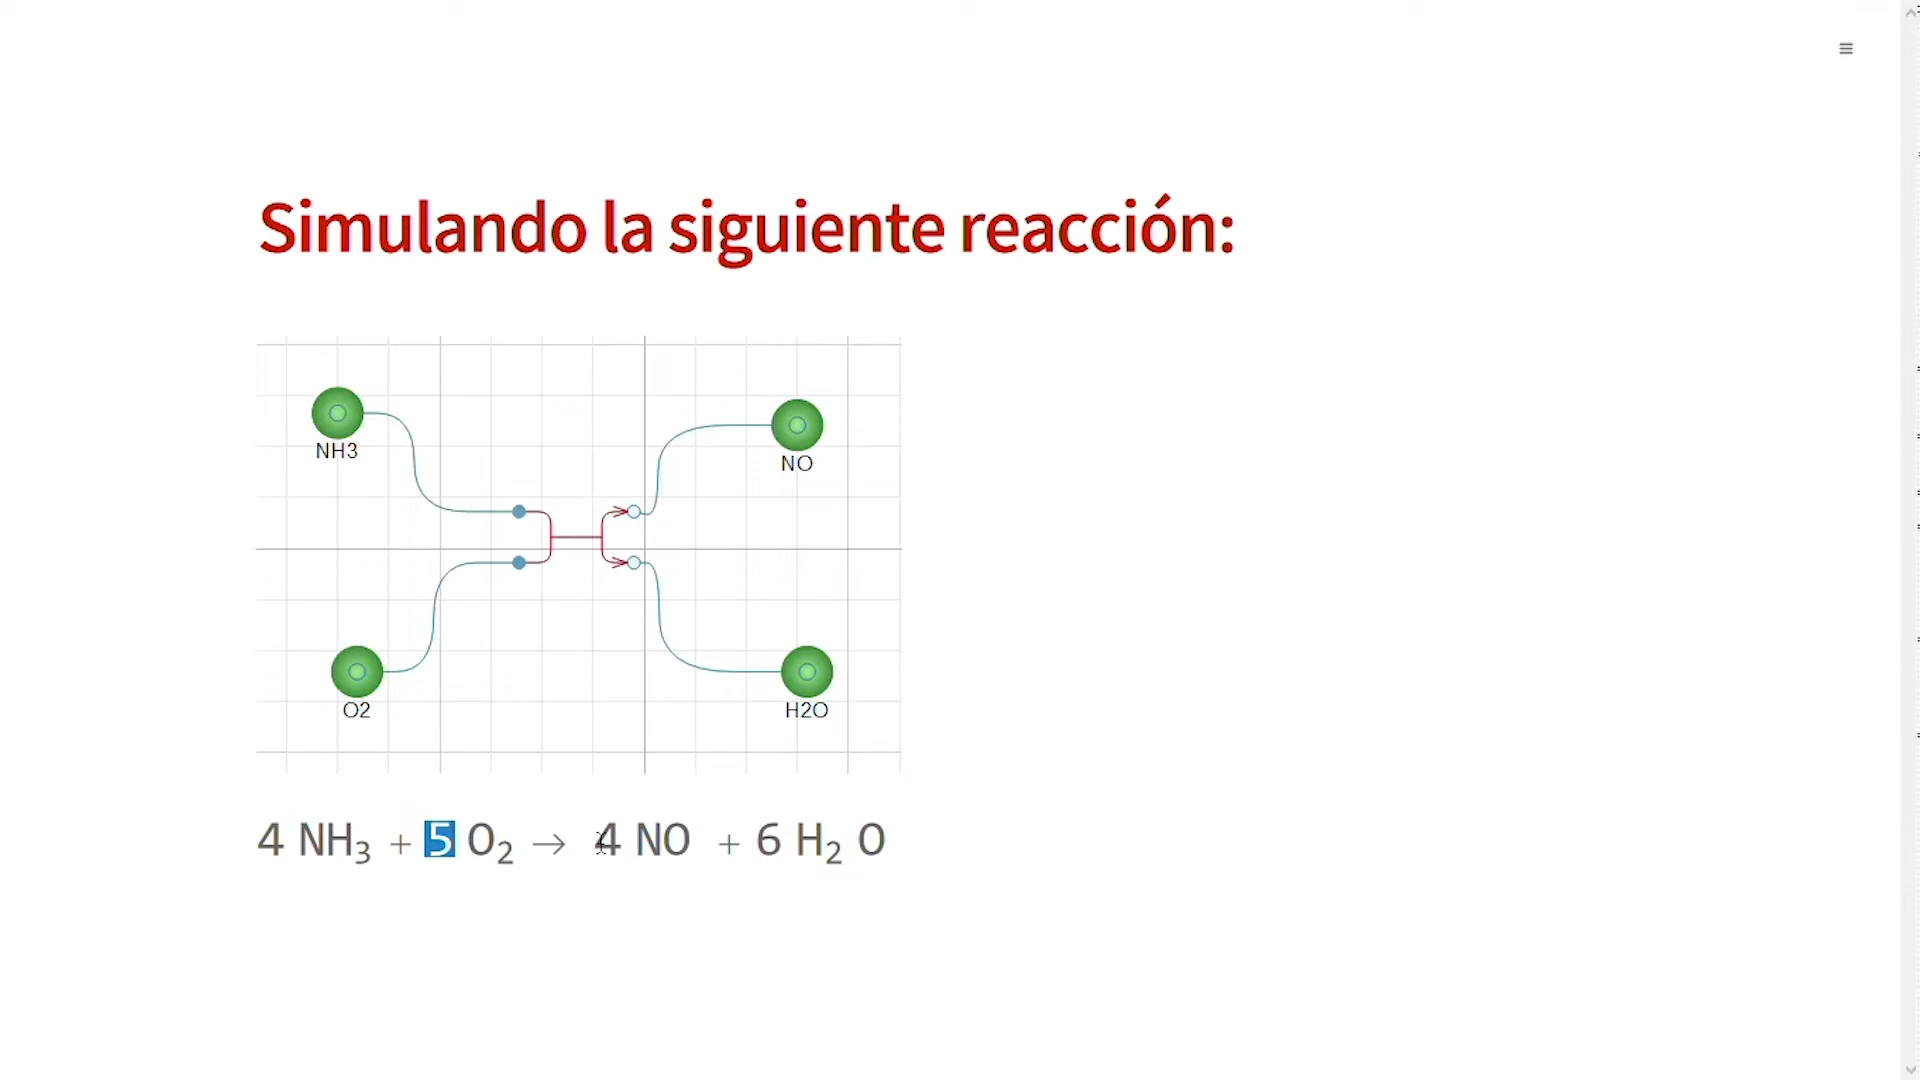 Simulando la siguiente reacción:
NH3
NO
O2
H2O
4 NH₃ + 5 O₂ → 4 NO + 6 H₂ O